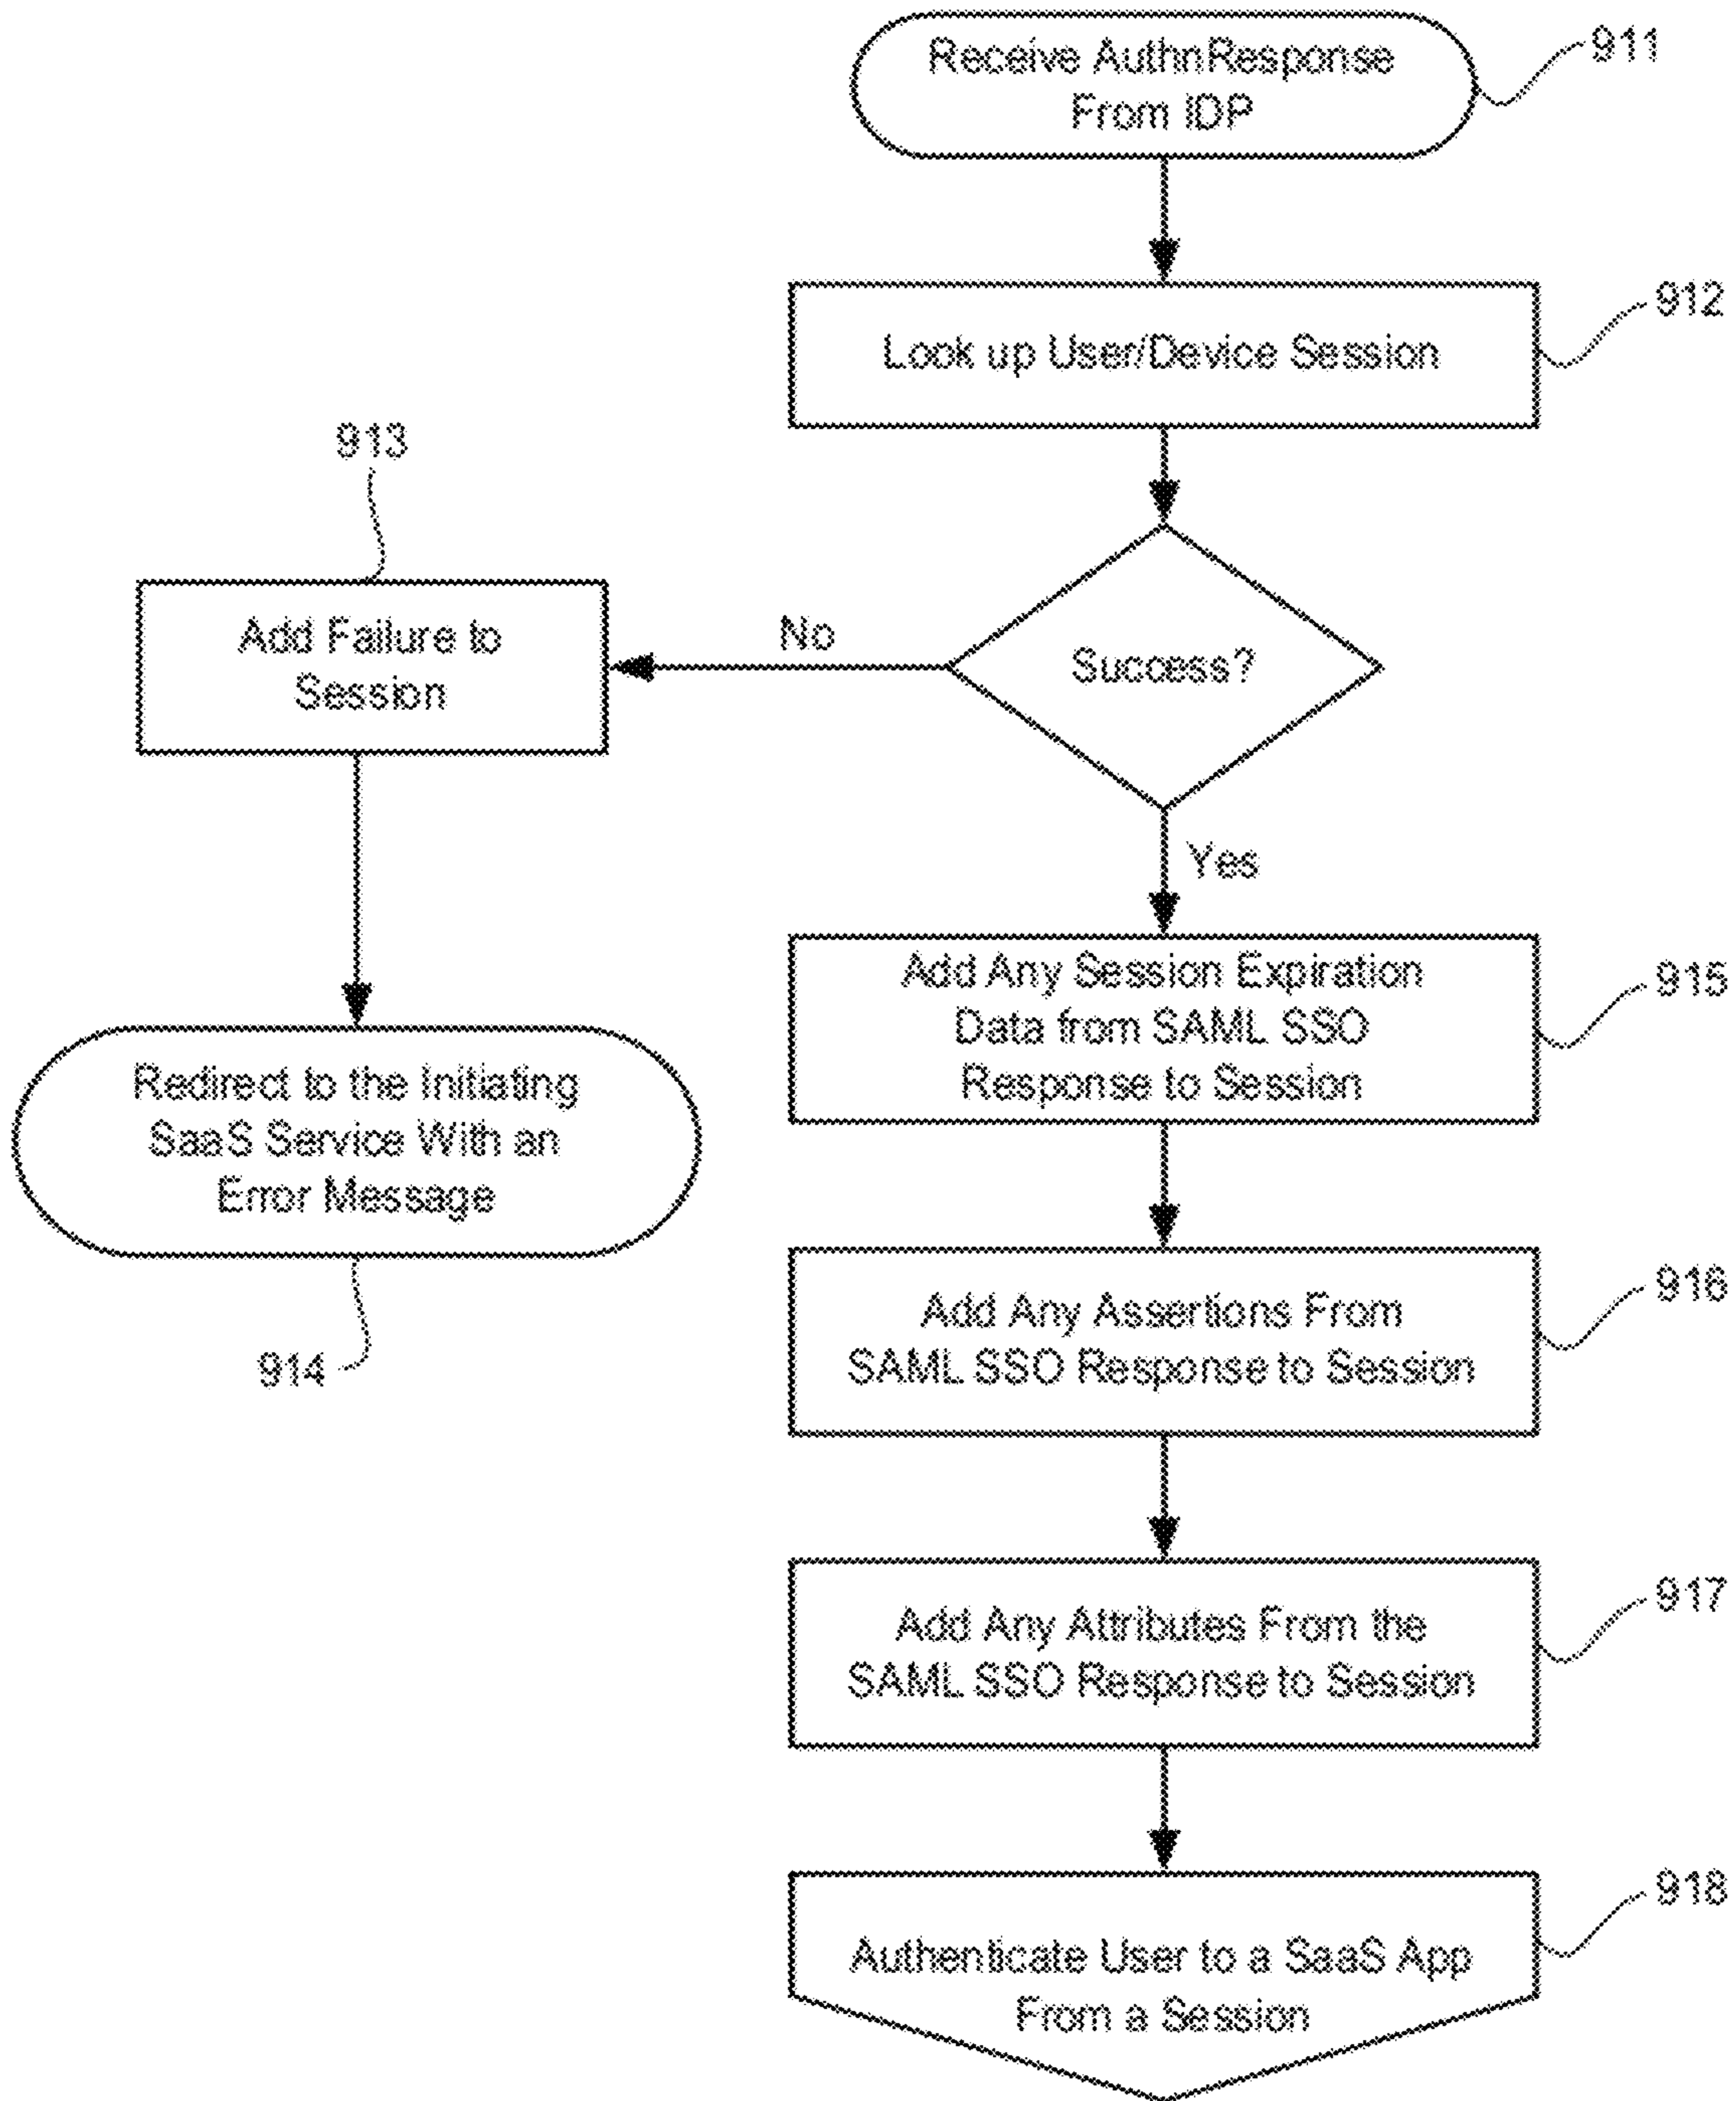 Receive AuthnResponse
From IDP
911
Look up User/Device Session
912
Success?
No
Yes
913
Add Failure to
Session
Redirect to the Initiating
SaaS Service With an
Error Message
914
Add Any Session Expiration
Data from SAML SSO
Response to Session
915
Add Any Assertions From
SAML SSO Response to Session
916
Add Any Attributes From the
SAML SSO Response to Session
917
Authenticate User to a SaaS App
From a Session
918